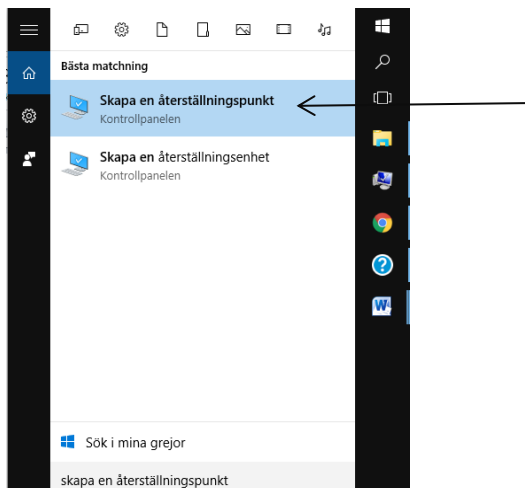 Bästa matchning
Skapa en återställningspunkt
Kontrollpanelen
Skapa en återställningsenhet
Kontrollpanelen
Sök i mina grejor
skapa en återställningspunkt